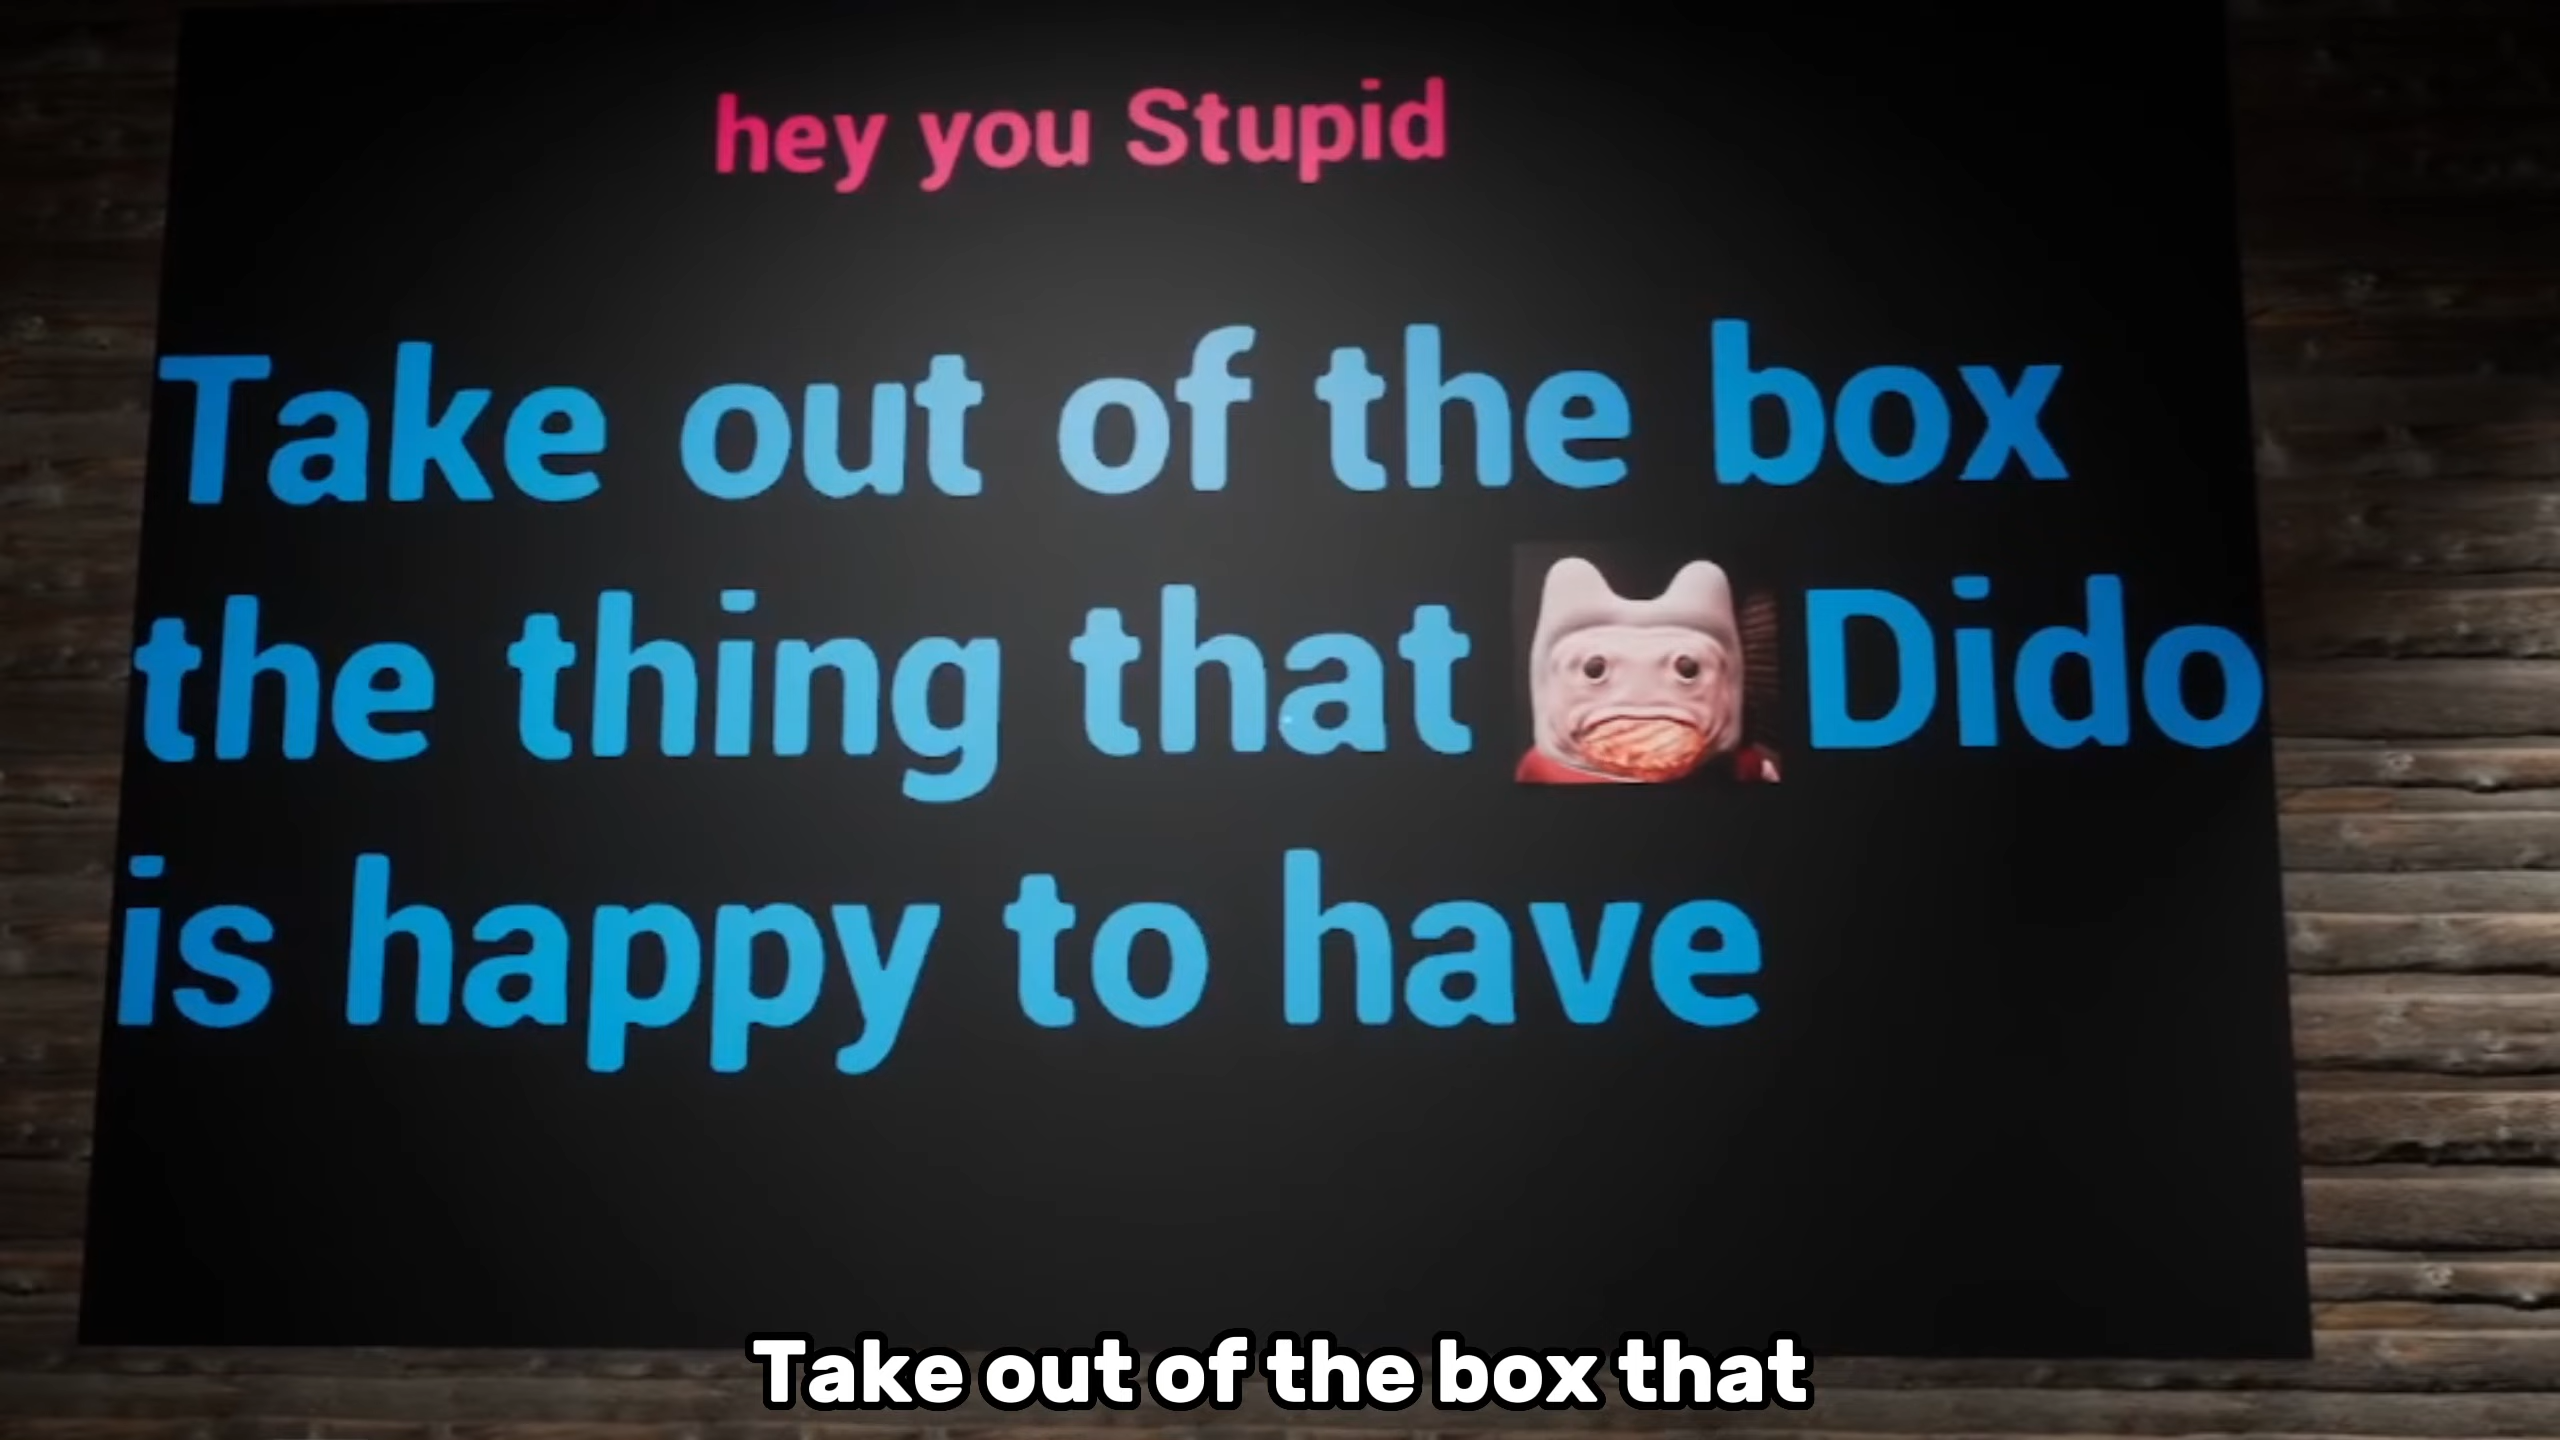 hey you Stupid
Take out of the box
the thing that Dido
is happy to have
Take out of the box that